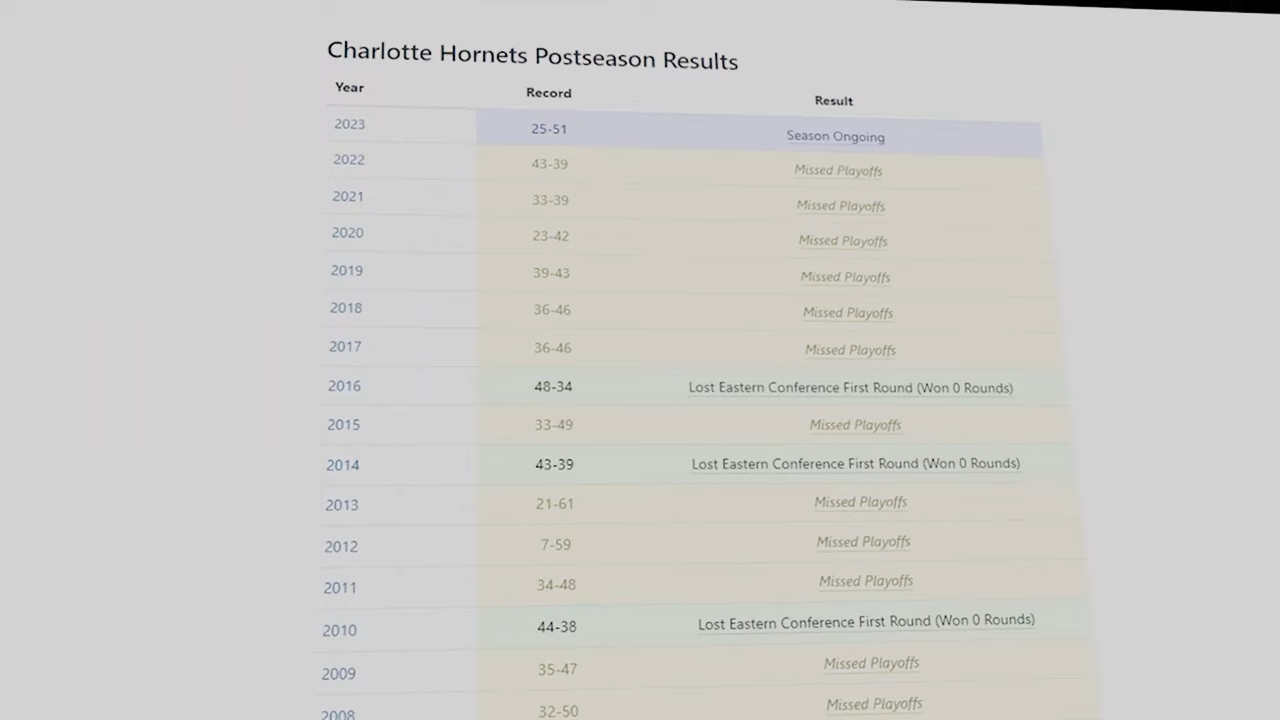 Charlotte Hornets Postseason Results
Year Record Result
2023 25-51 Season Ongoing
2022 43-39 Missed Playoffs
2021 33-39 Missed Playoffs
2020 23-42 Missed Playoffs
2019 39-43 Missed Playoffs
2018 36-46 Missed Playoffs
2017 36-46 Missed Playoffs
2016 48-34 Lost Eastern Conference First Round (Won 0 Rounds)
2015 33-49 Missed Playoffs
2014 43-39 Lost Eastern Conference First Round (Won 0 Rounds)
2013 21-61 Missed Playoffs
2012 7-59 Missed Playoffs
2011 34-48 Missed Playoffs
2010 44-38 Lost Eastern Conference First Round (Won 0 Rounds)
2009 35-47 Missed Playoffs
2008 32-50 Missed Playoffs